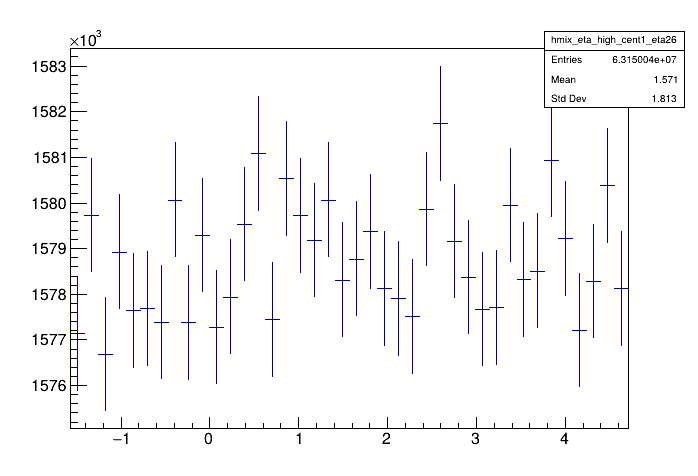 ×10³
hmix_eta_high_cent1_eta26
Entries 6.315004e+07
Mean 1.571
Std Dev 1.813
1583
1582
1581
1580
1579
1578
1577
1576
−1 0 1 2 3 4